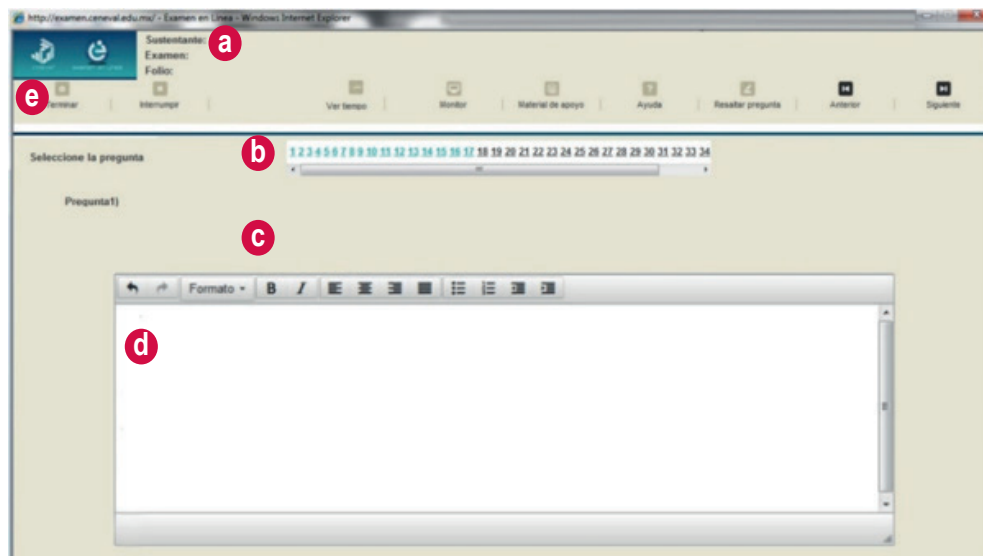 http://examen.ceneval.edu.mx/ - Examen en Línea - Windows Internet Explorer
Sustentante:
a
Examen:
Folio:
e
Terminar Interrumpir Ver tiempo Monitor Material de apoyo Ayuda Resaltar pregunta Anterior Siguiente
Seleccione la pregunta
b
1 2 3 4 5 6 7 8 9 10 11 12 13 14 15 16 17 18 19 20 21 22 23 24 25 26 27 28 29 30 31 32 33 34
Pregunta1)
c
Formato B I
d